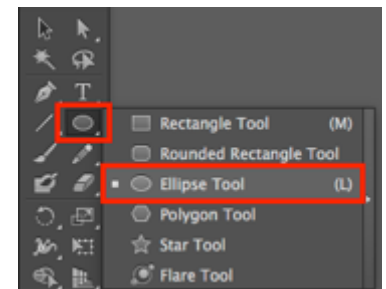 T
Rectangle Tool (M)
Rounded Rectangle Tool
Ellipse Tool (L)
Polygon Tool
Star Tool
Flare Tool